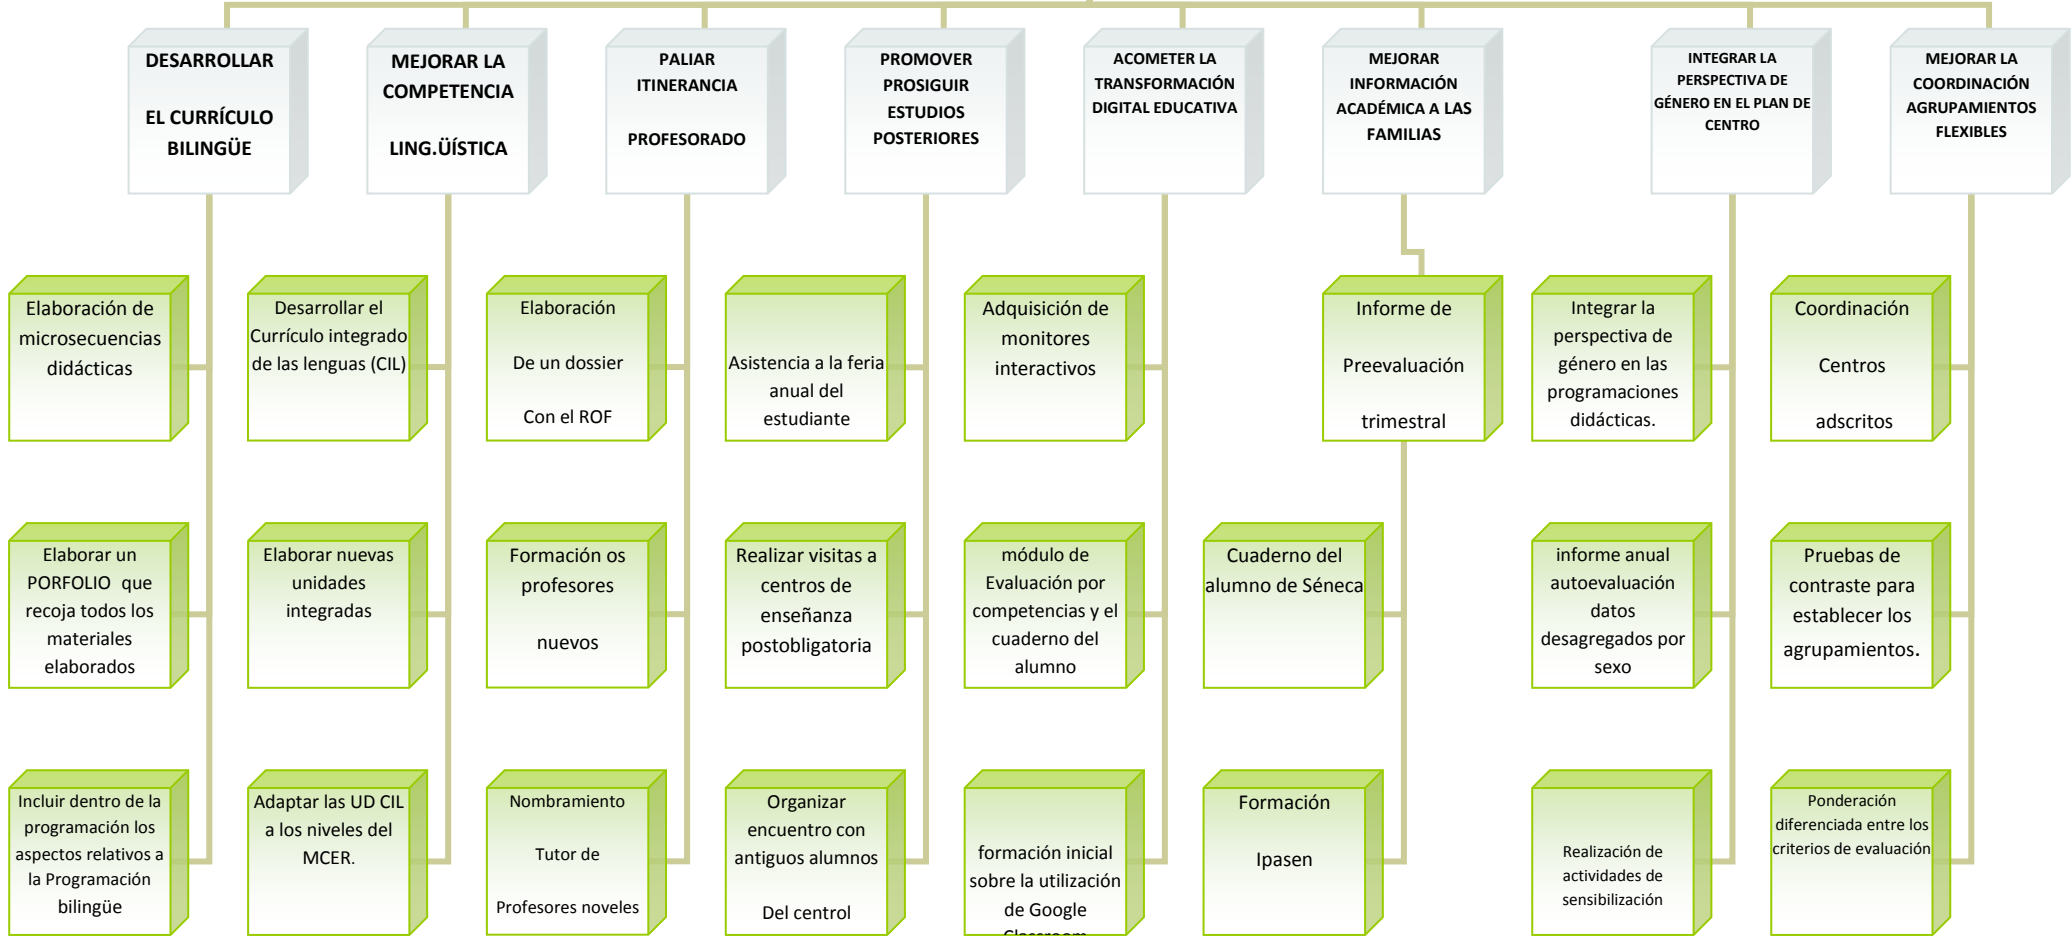 DESARROLLAR
EL CURRÍCULO
BILINGÜE
MEJORAR LA
COMPETENCIA
LING.ÜÍSTICA
PALIAR
ITINERANCIA
PROFESORADO
PROMOVER
PROSIGUIR
ESTUDIOS
POSTERIORES
ACOMETER LA
TRANSFORMACIÓN
DIGITAL EDUCATIVA
MEJORAR
INFORMACIÓN
ACADÉMICA A LAS
FAMILIAS
INTEGRAR LA
PERSPECTIVA DE
GÉNERO EN EL PLAN DE
CENTRO
MEJORAR LA
COORDINACIÓN
AGRUPAMIENTOS
FLEXIBLES
Elaboración de
microsecuencias
didácticas
Desarrollar el
Currículo integrado
de las lenguas (CIL)
Elaboración
De un dossier
Con el ROF
Asistencia a la feria
anual del
estudiante
Adquisición de
monitores
interactivos
Informe de
Preevaluación
trimestral
Integrar la
perspectiva de
género en las
programaciones
didácticas.
Coordinación
Centros
adscritos
Elaborar un
PORFOLIO que
recoja todos los
materiales
elaborados
Elaborar nuevas
unidades
integradas
Formación os
profesores
nuevos
Realizar visitas a
centros de
enseñanza
postobligatoria
módulo de
Evaluación por
competencias y el
cuaderno del
alumno
Cuaderno del
alumno de Séneca
informe anual
autoevaluación
datos
desagregados por
sexo
Pruebas de
contraste para
establecer los
agrupamientos.
Incluir dentro de la
programación los
aspectos relativos a
la Programación
bilingüe
Adaptar las UD CIL
a los niveles del
MCER.
Nombramiento
Tutor de
Profesores noveles
Organizar
encuentro con
antiguos alumnos
Del centrol
formación inicial
sobre la utilización
de Google
Classroom
Formación
Ipasen
Realización de
actividades de
sensibilización
Ponderación
diferenciada entre los
criterios de evaluación